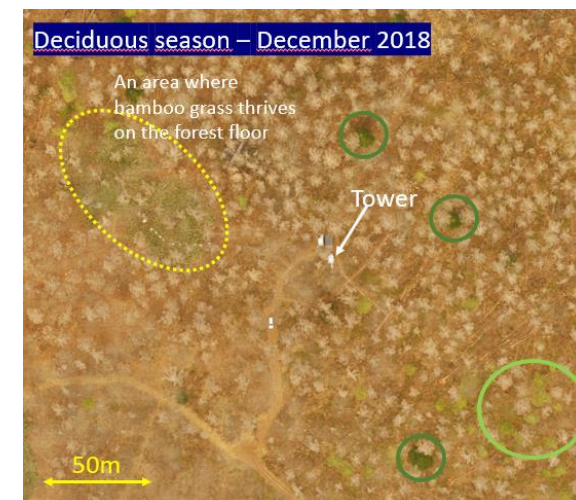 Deciduous season – December 2018
An area where
bamboo grass thrives
on the forest floor
Tower
50m